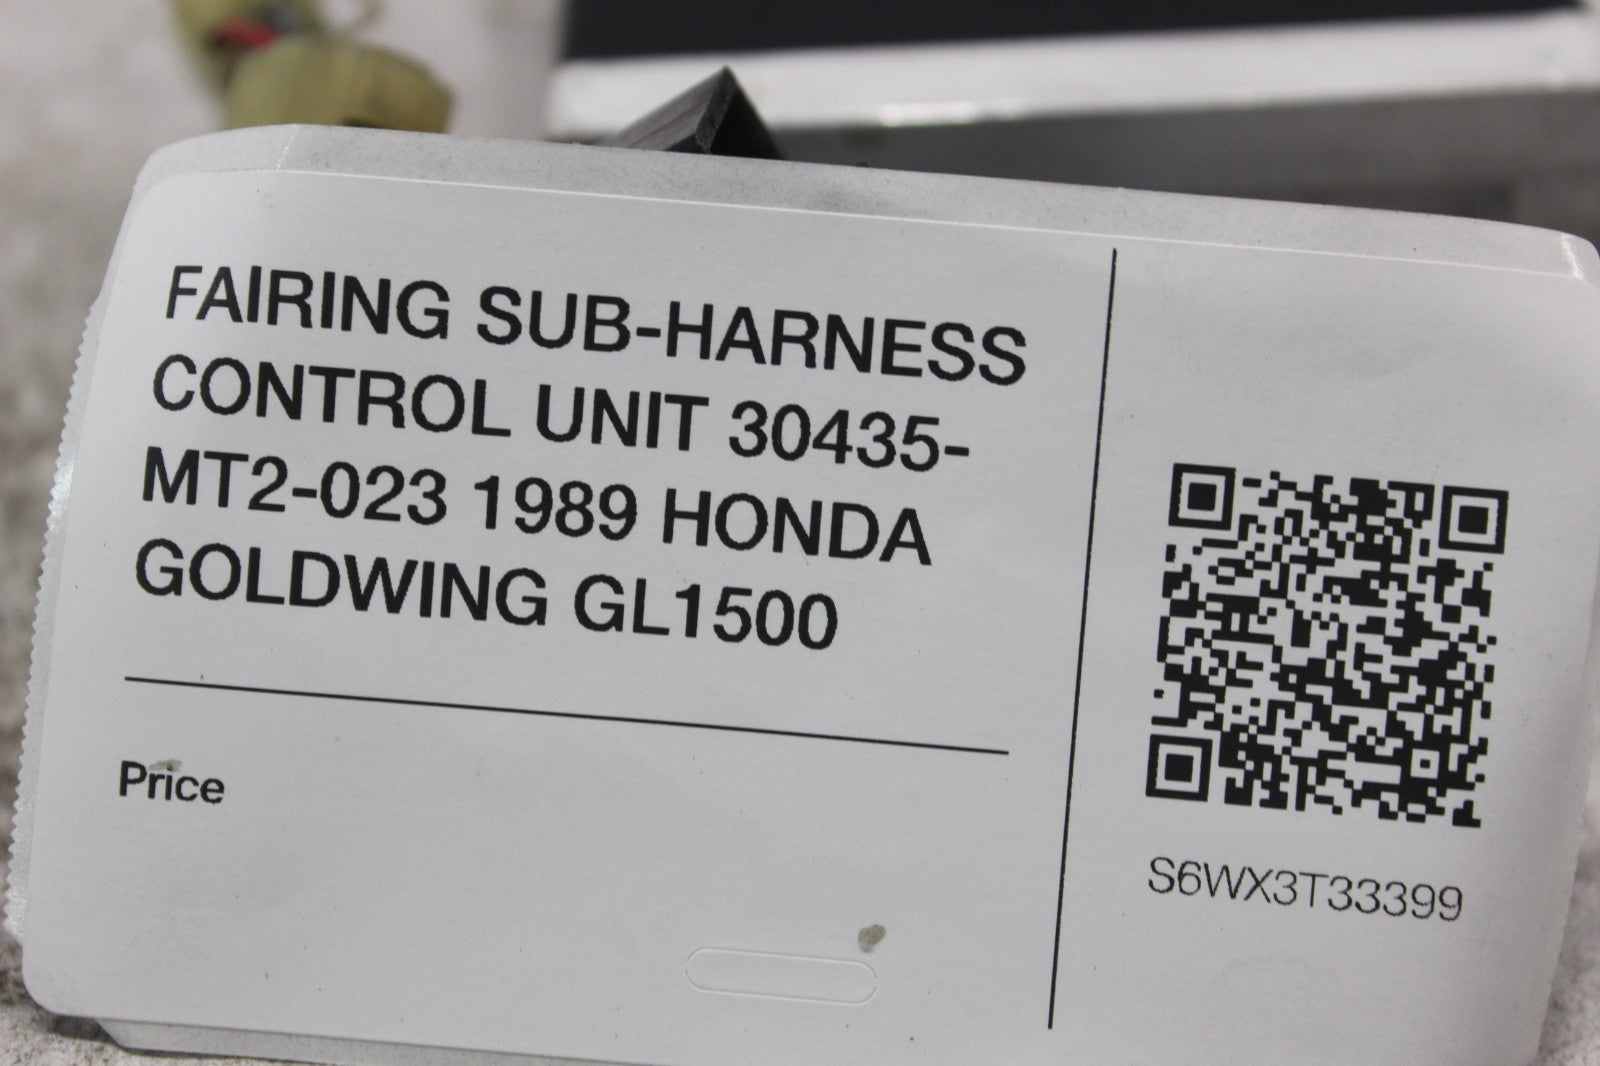 FAIRING SUB-HARNESS
CONTROL UNIT 30435-
MT2-023 1989 HONDA
GOLDWING GL1500
Price
S6WX3T33399